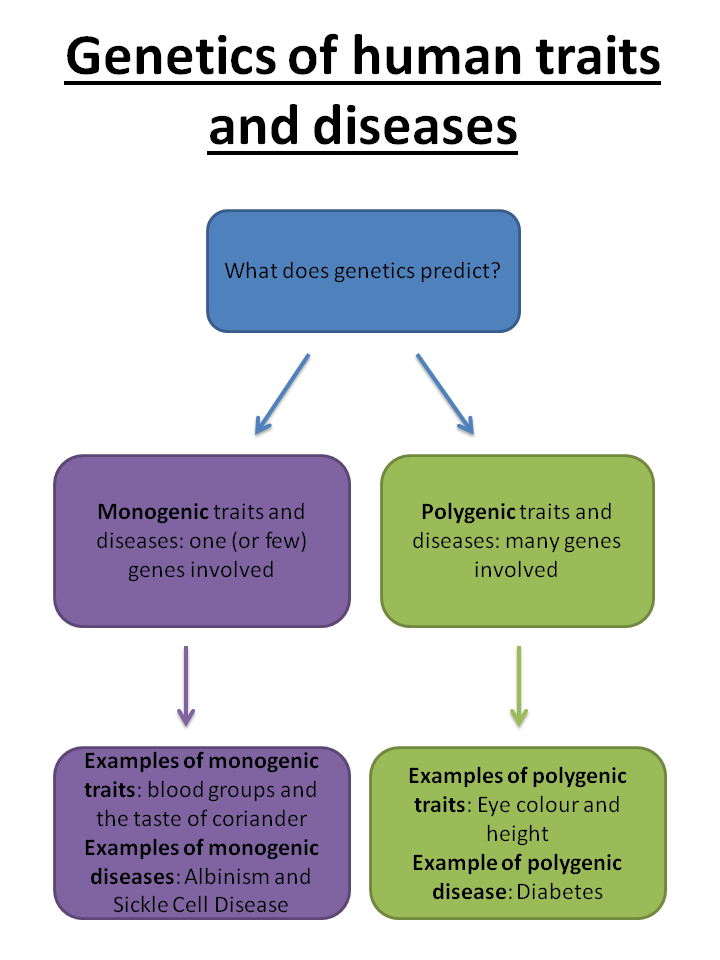 Genetics of human traits
and diseases
What does genetics predict?
Monogenic traits and
diseases: one (or few)
genes involved
Polygenic traits and
diseases: many genes
involved
Examples of monogenic
traits: blood groups and
the taste of coriander
Examples of monogenic
diseases: Albinism and
Sickle Cell Disease
Examples of polygenic
traits: Eye colour and
height
Example of polygenic
disease: Diabetes